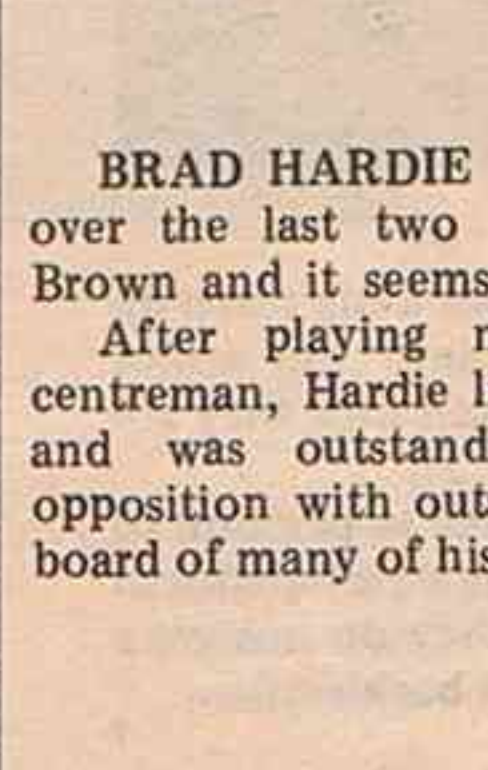 BRAD HARDIE
over the last two
Brown and it seems
After playing
centreman, Hardie
and was outstand
opposition with out
board of many of his